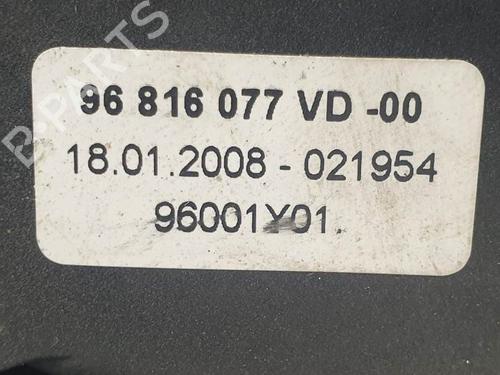 B-PARTS
96 816 077 VD -00
18.01.2008 - 021954
96001Y01.